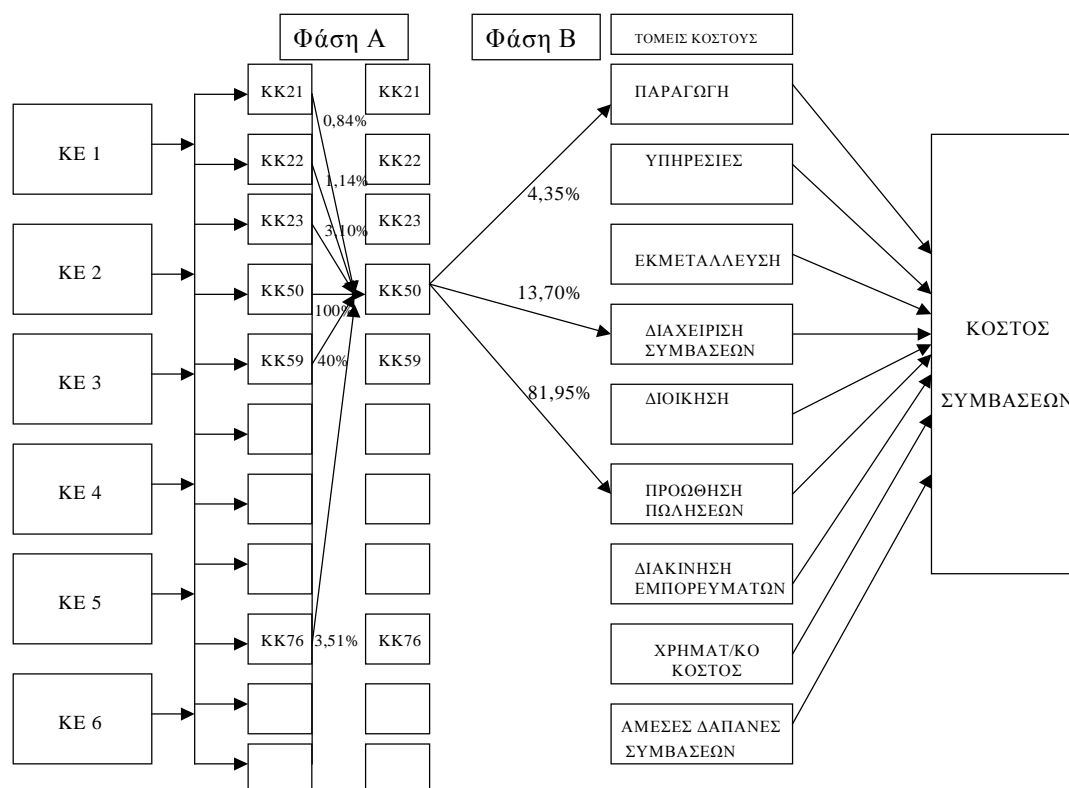 Φάση Α
Φάση Β
ΤΟΜΕΙΣ ΚΟΣΤΟΥΣ
ΚΕ 1
ΚΕ 2
ΚΕ 3
ΚΕ 4
ΚΕ 5
ΚΕ 6
ΚΚ21
ΚΚ22
ΚΚ23
ΚΚ50
ΚΚ59
ΚΚ76
0,84%
1,14%
3,10%
100%
40%
3,51%
ΚΚ21
ΚΚ22
ΚΚ23
ΚΚ50
ΚΚ59
ΚΚ76
4,35%
13,70%
81,95%
ΠΑΡΑΓΩΓΗ
ΥΠΗΡΕΣΙΕΣ
ΕΚΜΕΤΑΛΛΕΥΣΗ
ΔΙΑΧΕΙΡΙΣΗ
ΣΥΜΒΑΣΕΩΝ
ΔΙΟΙΚΗΣΗ
ΠΡΟΩΘΗΣΗ
ΠΩΛΗΣΕΩΝ
ΔΙΑΚΙΝΗΣΗ
ΕΜΠΟΡΕΥΜΑΤΩΝ
ΧΡΗΜΑΤ/ΚΟ
ΚΟΣΤΟΣ
ΑΜΕΣΕΣ ΔΑΠΑΝΕΣ
ΣΥΜΒΑΣΕΩΝ
ΚΟΣΤΟΣ
ΣΥΜΒΑΣΕΩΝ